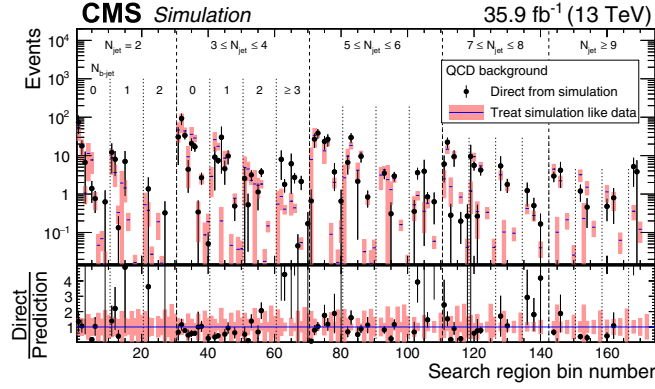 CMS Simulation 35.9 fb⁻¹ (13 TeV)
Events
10⁴
10³
10²
10
1
10⁻¹
N_jet = 2
3 ≤ N_jet ≤ 4
5 ≤ N_jet ≤ 6
7 ≤ N_jet ≤ 8
N_jet ≥ 9
N_b-jet
0 1 2 0 1 2 ≥ 3
QCD background
Direct from simulation
Treat simulation like data
Direct
Prediction
4
3
2
1
20 40 60 80 100 120 140 160
Search region bin number